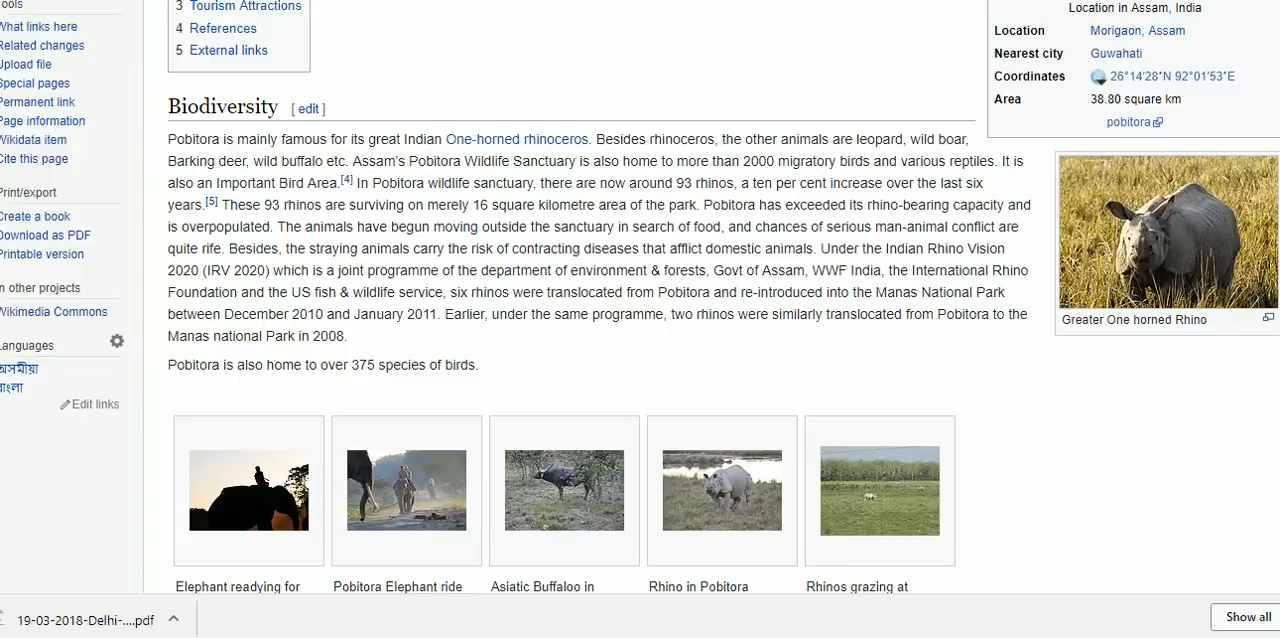 ools
What links here
Related changes
Upload file
Special pages
Permanent link
Page information
Wikidata item
Cite this page
Print/export
Create a book
Download as PDF
Printable version
n other projects
Wikimedia Commons
anguages
অসমীয়া
বাংলা
Edit links
3 Tourism Attractions
4 References
5 External links
Biodiversity [ edit ]
Pobitora is mainly famous for its great Indian One-horned rhinoceros. Besides rhinoceros, the other animals are leopard, wild boar,
Barking deer, wild buffalo etc. Assam's Pobitora Wildlife Sanctuary is also home to more than 2000 migratory birds and various reptiles. It is
also an Important Bird Area.[4] In Pobitora wildlife sanctuary, there are now around 93 rhinos, a ten per cent increase over the last six
years.[5] These 93 rhinos are surviving on merely 16 square kilometre area of the park. Pobitora has exceeded its rhino-bearing capacity and
is overpopulated. The animals have begun moving outside the sanctuary in search of food, and chances of serious man-animal conflict are
quite rife. Besides, the straying animals carry the risk of contracting diseases that afflict domestic animals. Under the Indian Rhino Vision
2020 (IRV 2020) which is a joint programme of the department of environment & forests, Govt of Assam, WWF India, the International Rhino
Foundation and the US fish & wildlife service, six rhinos were translocated from Pobitora and re-introduced into the Manas National Park
between December 2010 and January 2011. Earlier, under the same programme, two rhinos were similarly translocated from Pobitora to the
Manas national Park in 2008.
Pobitora is also home to over 375 species of birds.
Elephant readying for
Pobitora Elephant ride
Asiatic Buffaloo in
Rhino in Pobitora
Rhinos grazing at
Location in Assam, India
Location Morigaon, Assam
Nearest city Guwahati
Coordinates 26°14′28″N 92°01′53″E
Area 38.80 square km
pobitora
Greater One horned Rhino
19-03-2018-Delhi-....pdf
Show all